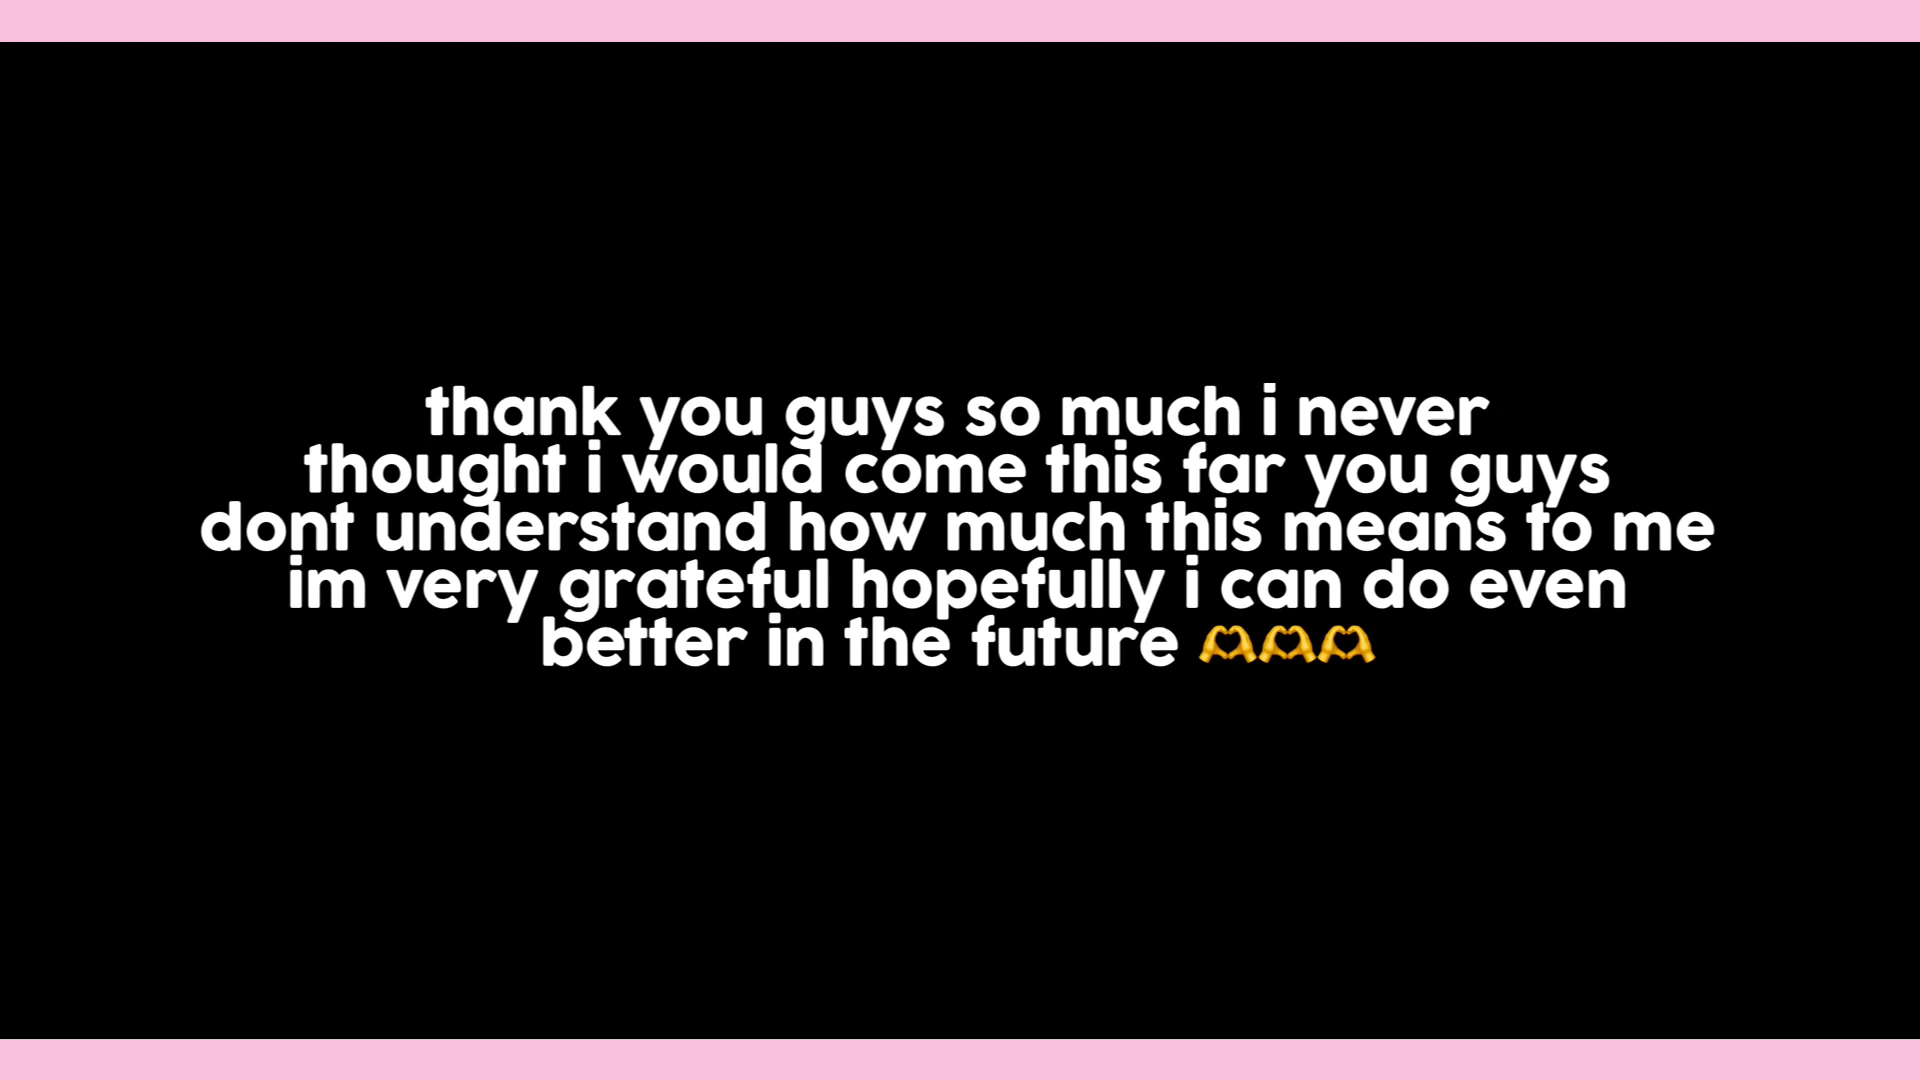 thank you guys so much i never
thought i would come this far you guys
dont understand how much this means to me
im very grateful hopefully i can do even
better in the future 🫶🫶🫶